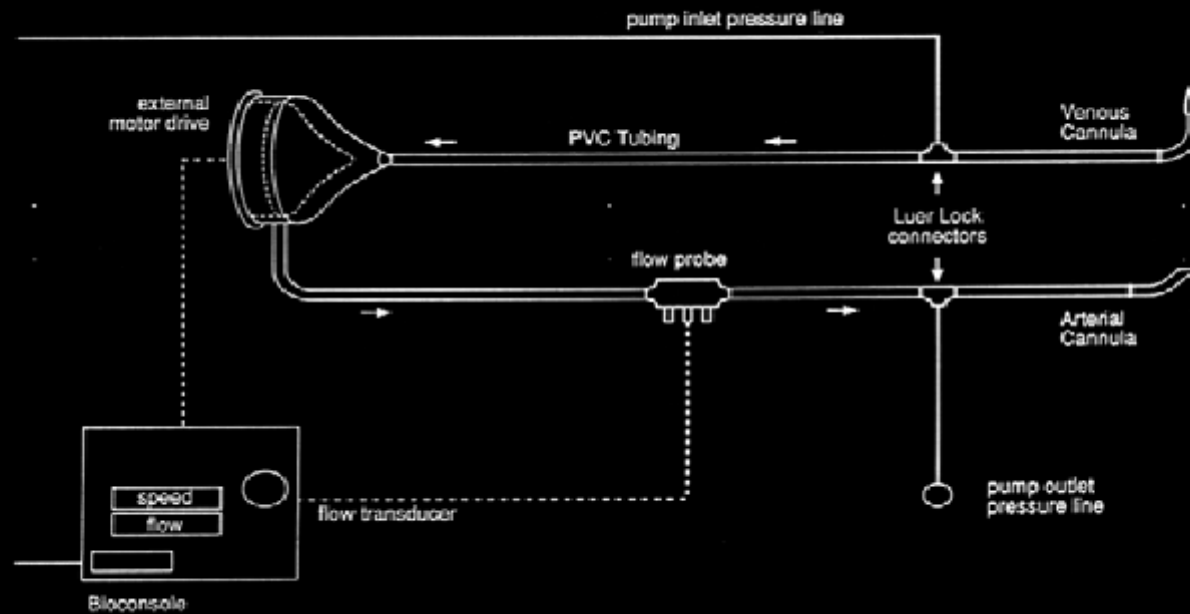 pump inlet pressure line
external
motor drive
PVC Tubing
Venous
Cannula
Luer Lock
connectors
flow probe
Arterial
Cannula
speed
flow
flow transducer
pump outlet
pressure line
Bioconsole